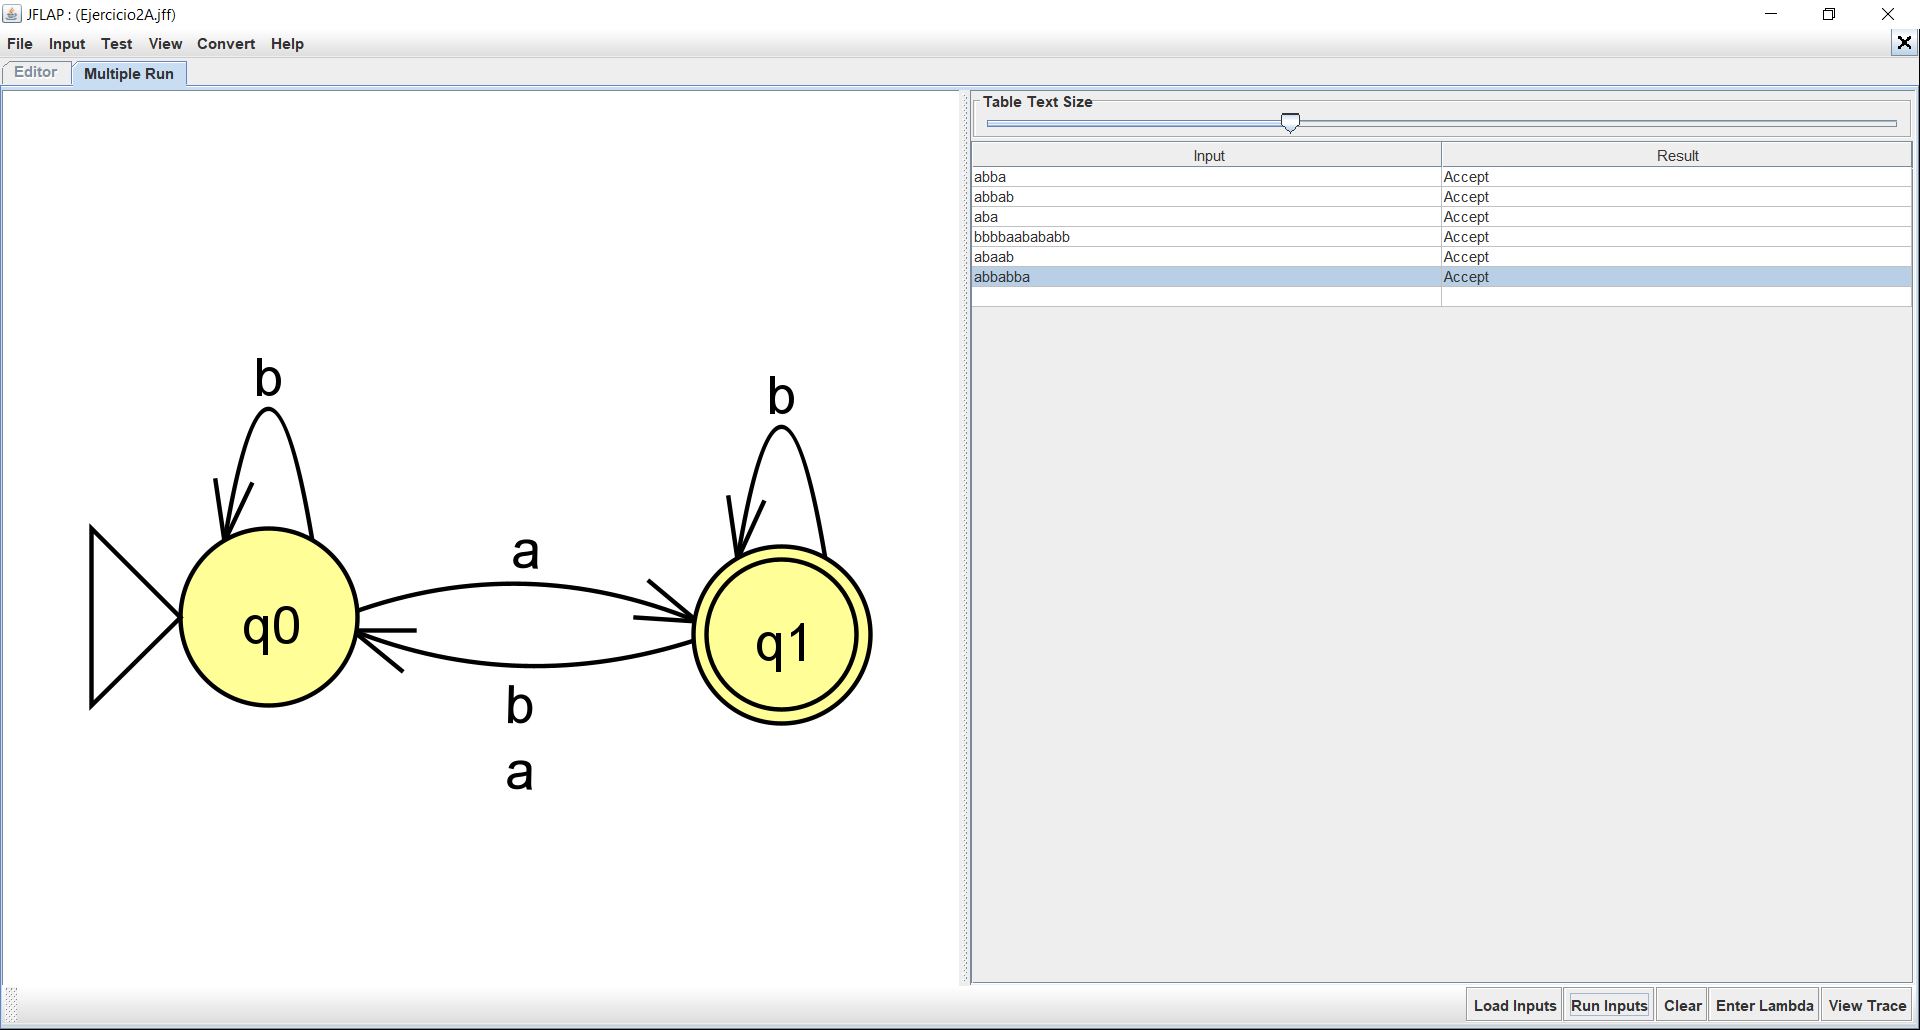 JFLAP : (Ejercicio2A.jff)
File Input Test View Convert Help
Editor Multiple Run
Table Text Size
Input Result
abba Accept
abbab Accept
aba Accept
bbbbaabababb Accept
abaab Accept
abbabba Accept
b
b
a
q0
q1
b
a
Load Inputs Run Inputs Clear Enter Lambda View Trace